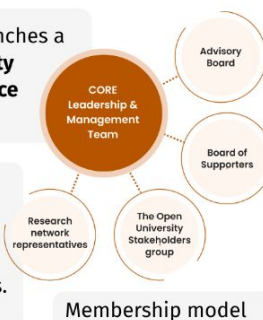 nches a
ty
ce
CORE
Leadership &
Management
Team
Advisory
Board
Board of
Supporters
The Open
University
Stakeholders
group
Research
network
representatives
s.
Membership model